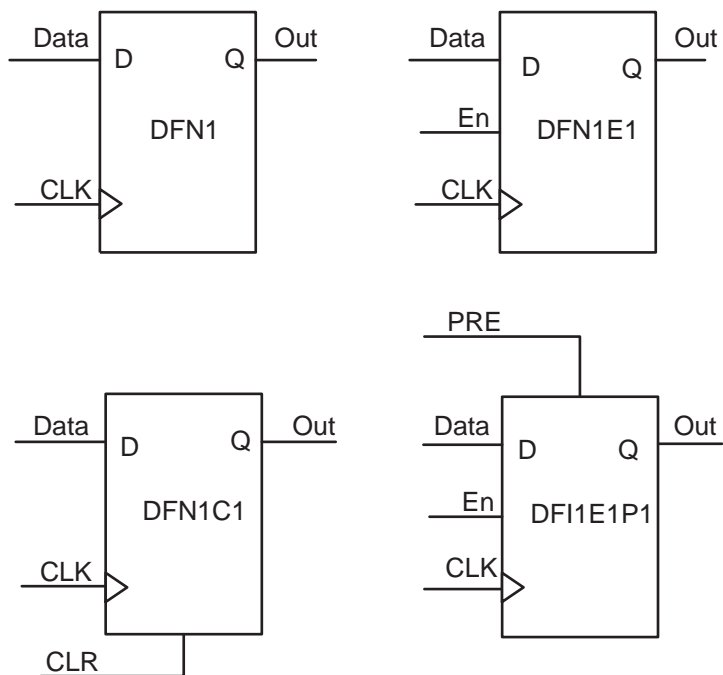 Data
D
Q
Out
DFN1
CLK
Data
D
Q
Out
En
DFN1E1
CLK
Data
D
Q
Out
DFN1C1
CLK
CLR
PRE
Data
D
Q
Out
En
DFI1E1P1
CLK